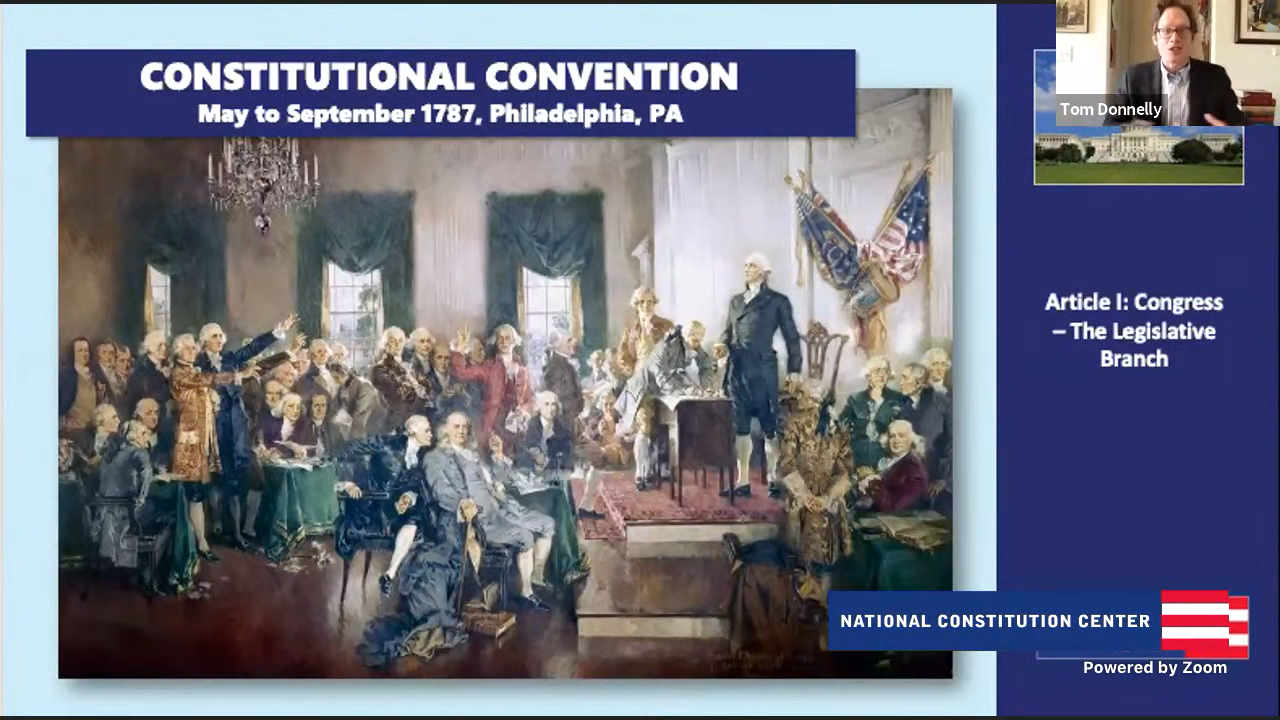 CONSTITUTIONAL CONVENTION
May to September 1787, Philadelphia, PA
Tom Donnelly
Article I: Congress
– The Legislative
Branch
NATIONAL CONSTITUTION CENTER
Powered by Zoom